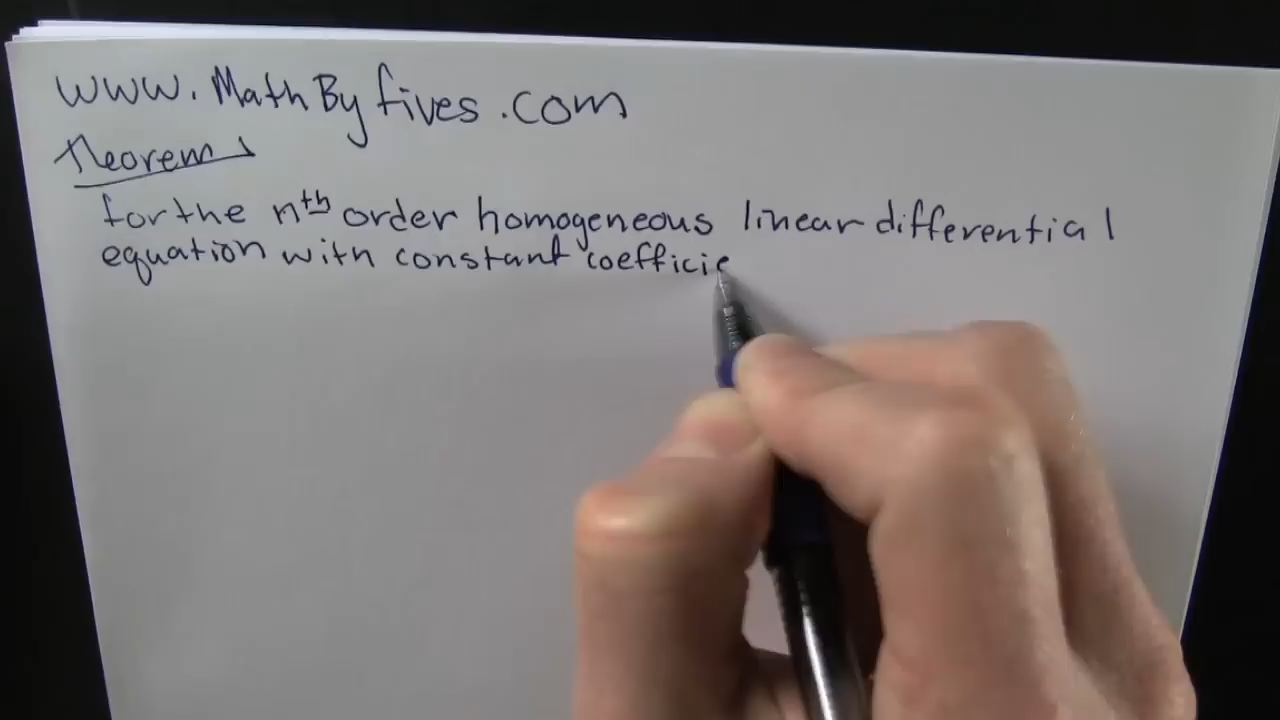 www.MathByfives.com
Theorem
for the nth order homogeneous linear differential
equation with constant coefficie